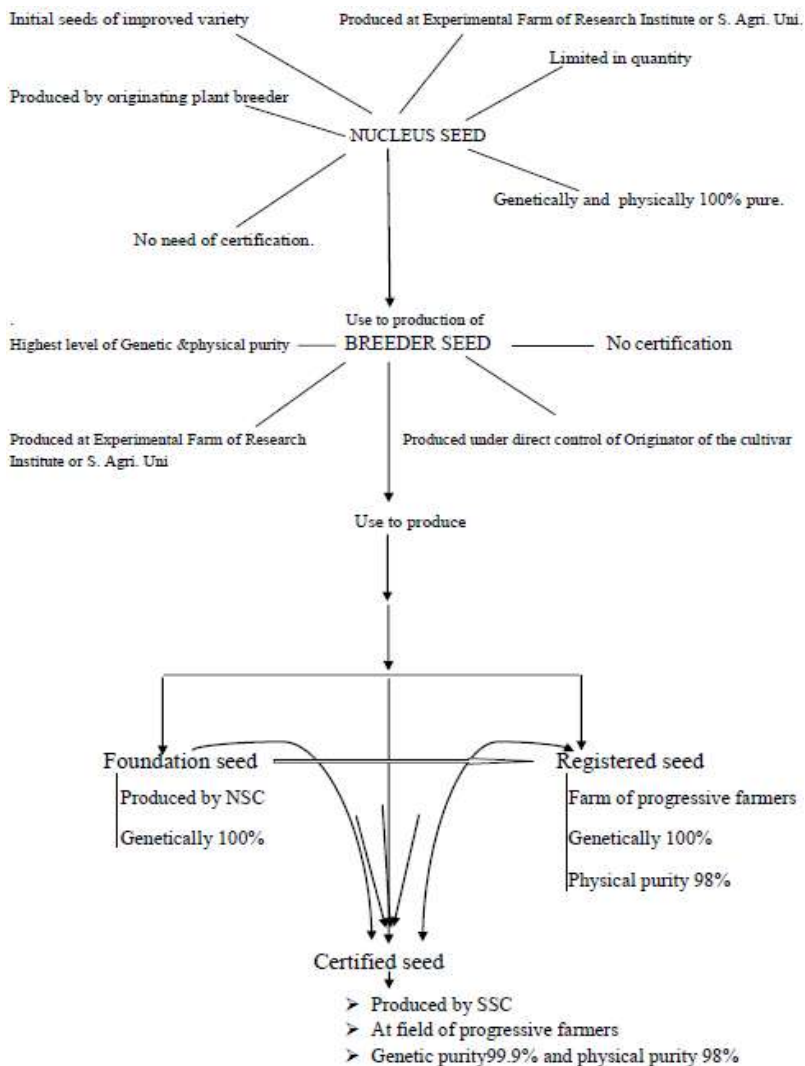 Initial seeds of improved variety
Produced at Experimental Farm of Research Institute or S. Agri. Uni.
Limited in quantity
Produced by originating plant breeder
NUCLEUS SEED
Genetically and physically 100% pure.
No need of certification.
.
Use to production of
Highest level of Genetic &physical purity
BREEDER SEED
No certification
Produced at Experimental Farm of Research
Institute or S. Agri. Uni
Produced under direct control of Originator of the cultivar
Use to produce
Foundation seed
Registered seed
Produced by NSC
Farm of progressive farmers
Genetically 100%
Genetically 100%
Physical purity 98%
Certified seed
➢ Produced by SSC
➢ At field of progressive farmers
➢ Genetic purity99.9% and physical purity 98%